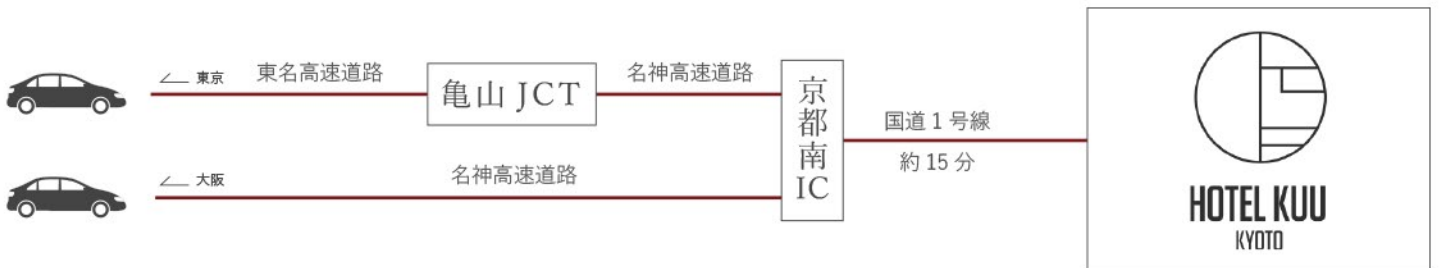 東京
東名高速道路
亀山 JCT
名神高速道路
大阪
名神高速道路
京都南IC
国道 1 号線
約 15 分
HOTEL KUU
KYOTO